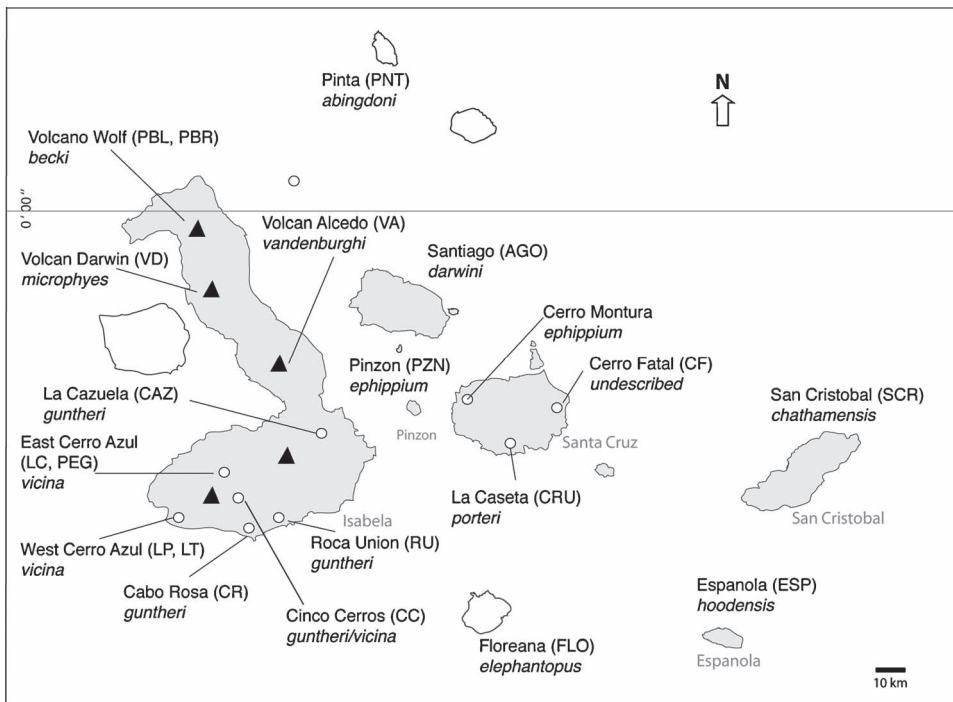 Pinta (PNT)
abingdoni
N
Volcano Wolf (PBL, PBR)
becki
0°00"
Volcan Alcedo (VA)
vandenburghi
Volcan Darwin (VD)
microphyes
Santiago (AGO)
darwini
Cerro Montura
ephippium
Pinzon (PZN)
ephippium
Cerro Fatal (CF)
undescribed
La Cazuela (CAZ)
guntheri
San Cristobal (SCR)
chathamensis
Pinzon
Santa Cruz
East Cerro Azul
(LC, PEG)
vicina
La Caseta (CRU)
porteri
San Cristobal
Isabela
West Cerro Azul (LP, LT)
vicina
Roca Union (RU)
guntheri
Cabo Rosa (CR)
guntheri
Cinco Cerros (CC)
guntheri/vicina
Espanola (ESP)
hoodensis
Floreana (FLO)
elephantopus
Espanola
10 km